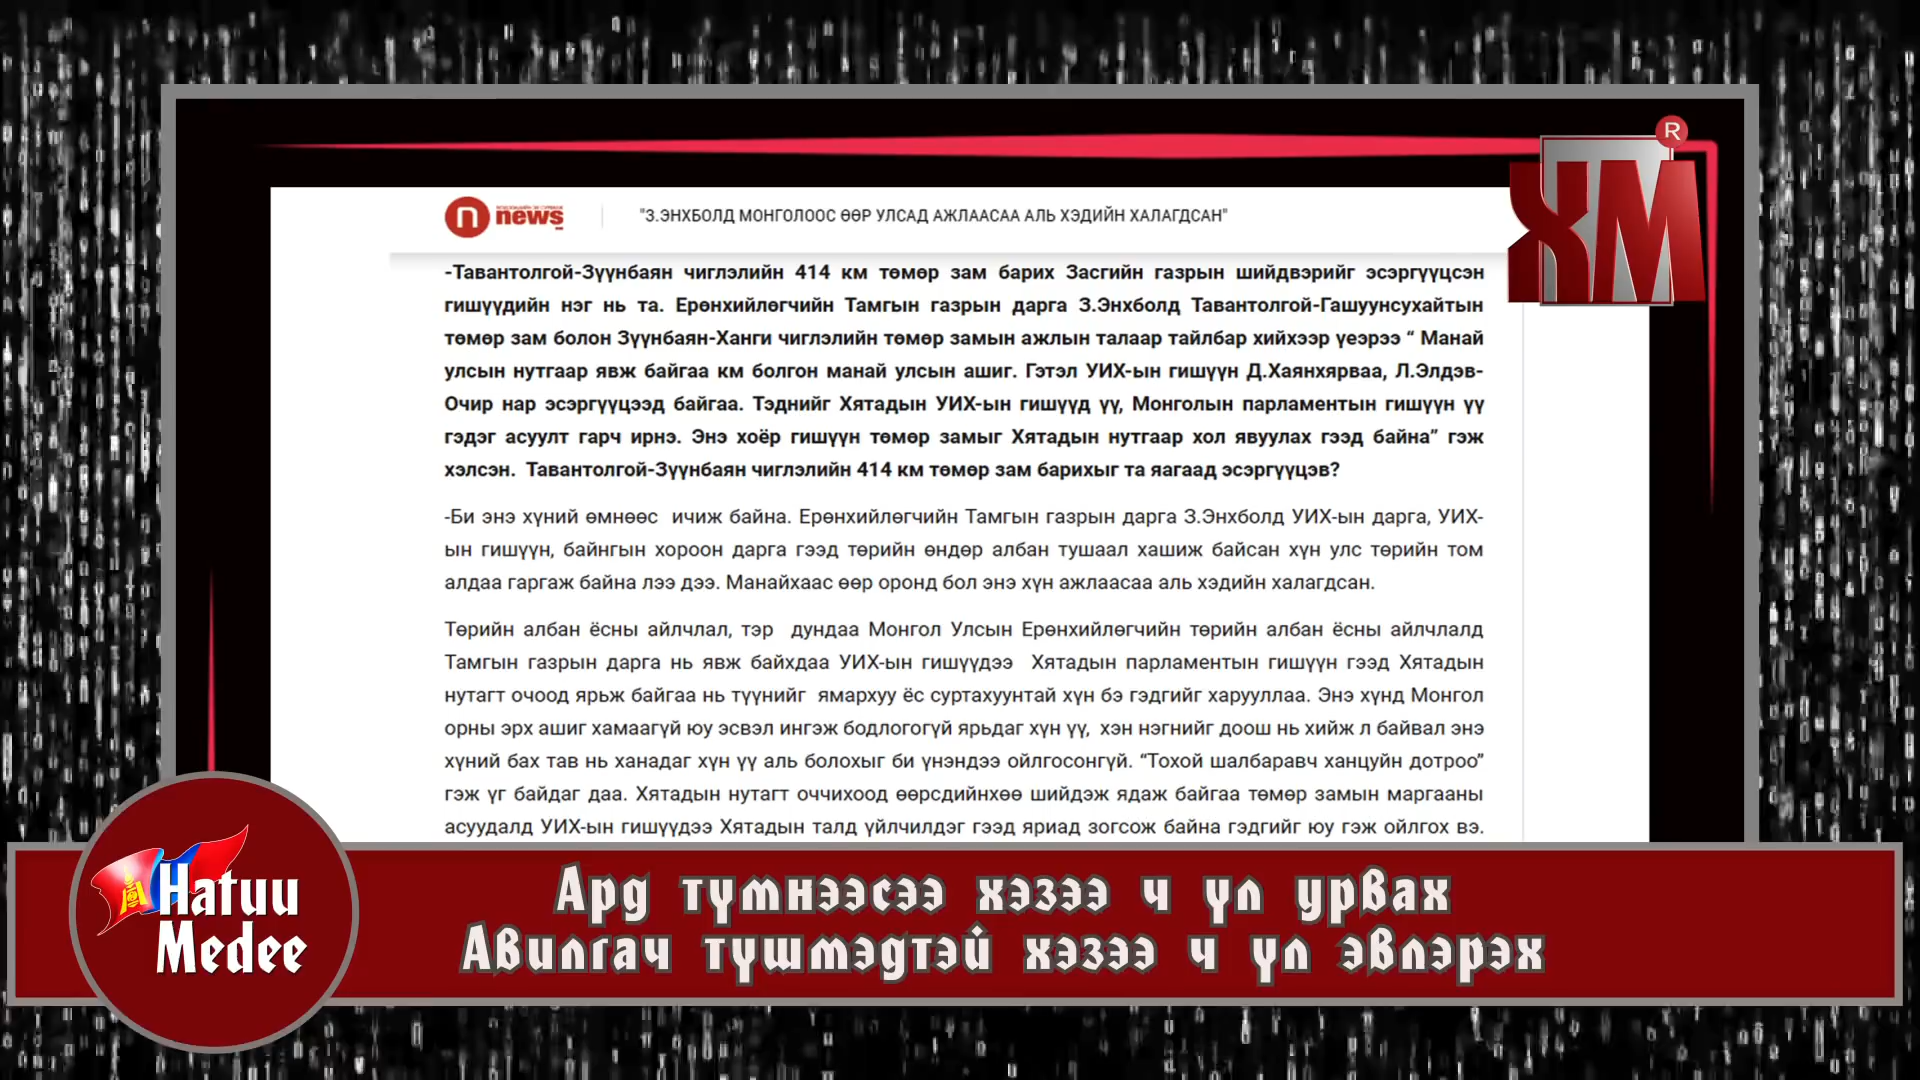 ХМ
R
n
news
"З.ЭНХБОЛД МОНГОЛООС ӨӨР УЛСАД АЖЛААСАА АЛЬ ХЭДИЙН ХАЛАГДСАН"
-Тавантолгой-Зүүнбаян чиглэлийн 414 км төмөр зам барих Засгийн газрын шийдвэрийг эсэргүүцсэн
гишүүдийн нэг нь та. Ерөнхийлөгчийн Тамгын газрын дарга З.Энхболд Тавантолгой-Гашуунсухайтын
төмөр зам болон Зүүнбаян-Ханги чиглэлийн төмөр замын ажлын талаар тайлбар хийхээр үеэрээ “ Манай
улсын нутгаар явж байгаа км болгон манай улсын ашиг. Гэтэл УИХ-ын гишүүн Д.Хаянхярваа, Л.Элдэв-
Очир нар эсэргүүцээд байгаа. Тэднийг Хятадын УИХ-ын гишүүд үү, Монголын парламентын гишүүн үү
гэдэг асуулт гарч ирнэ. Энэ хоёр гишүүн төмөр замыг Хятадын нутгаар хол явуулах гээд байна” гэж
хэлсэн. Тавантолгой-Зүүнбаян чиглэлийн 414 км төмөр зам барихыг та яагаад эсэргүүцэв?
-Би энэ хүний өмнөөс ичиж байна. Ерөнхийлөгчийн Тамгын газрын дарга З.Энхболд УИХ-ын дарга, УИХ-
ын гишүүн, байнгын хороон дарга гээд төрийн өндөр албан тушаал хашиж байсан хүн улс төрийн том
алдаа гаргаж байна лээ дээ. Манайхаас өөр оронд бол энэ хүн ажлаасаа аль хэдийн халагдсан.
Төрийн албан ёсны айлчлал, тэр дундаа Монгол Улсын Ерөнхийлөгчийн төрийн албан ёсны айлчлалд
Тамгын газрын дарга нь явж байхдаа УИХ-ын гишүүдээ Хятадын парламентын гишүүн гээд Хятадын
нутагт очоод ярьж байгаа нь түүнийг ямархуу ёс суртахуунтай хүн бэ гэдгийг харууллаа. Энэ хүнд Монгол
орны эрх ашиг хамаагүй юу эсвэл ингэж бодлогогүй ярьдаг хүн үү, хэн нэгнийг доош нь хийж л байвал энэ
хүний бах тав нь ханадаг хүн үү аль болохыг би үнэндээ ойлгосонгүй. “Тохой шалбаравч ханцуйн дотроо”
гэж үг байдаг даа. Хятадын нутагт оччихоод өөрсдийнхөө шийдэж ядаж байгаа төмөр замын маргааны
асуудалд УИХ-ын гишүүдээ Хятадын талд үйлчилдэг гээд яриад зогсож байна гэдгийг юу гэж ойлгох вэ.
Hatuu
Medee
Ард түмнээсээ хэзээ ч үл урвах
Авилгач түшмэдтэй хэзээ ч үл эвлэрэх